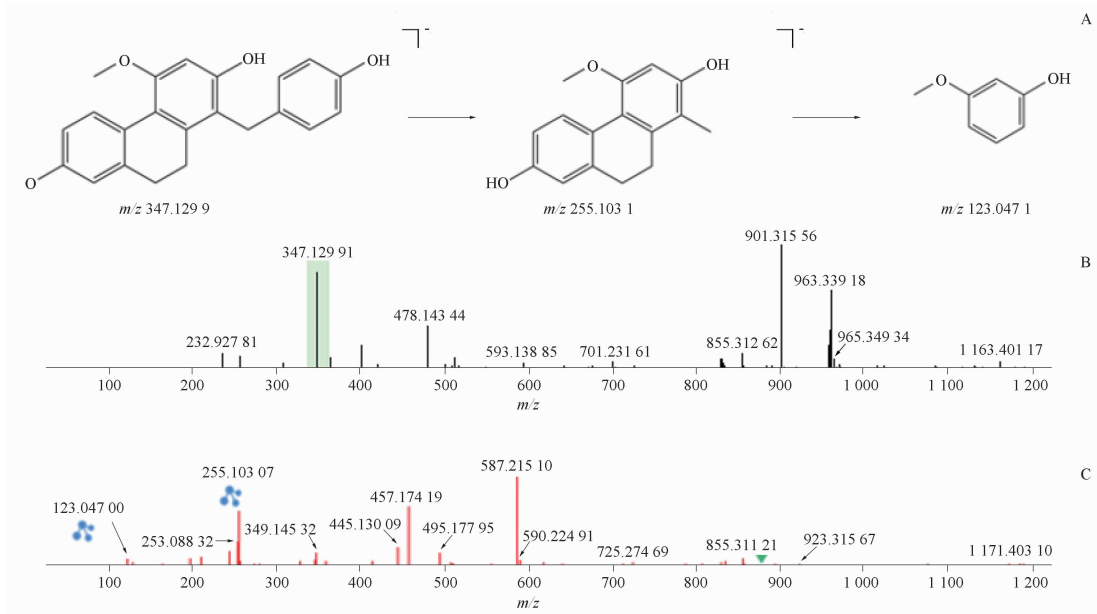 A
O
OH
OH
O
-
O
OH
HO
-
O
OH
m/z 347.129 9
m/z 255.103 1
m/z 123.047 1
B
901.315 56
347.129 91
963.339 18
478.143 44
232.927 81
593.138 85
701.231 61
855.312 62
965.349 34
1 163.401 17
100 200 300 400 500 600 700 800 900 1 000 1 100 1 200
m/z
C
587.215 10
255.103 07
123.047 00
457.174 19
253.088 32
349.145 32
445.130 09
495.177 95
590.224 91
725.274 69
855.311 21
923.315 67
1 171.403 10
100 200 300 400 500 600 700 800 900 1 000 1 100 1 200
m/z